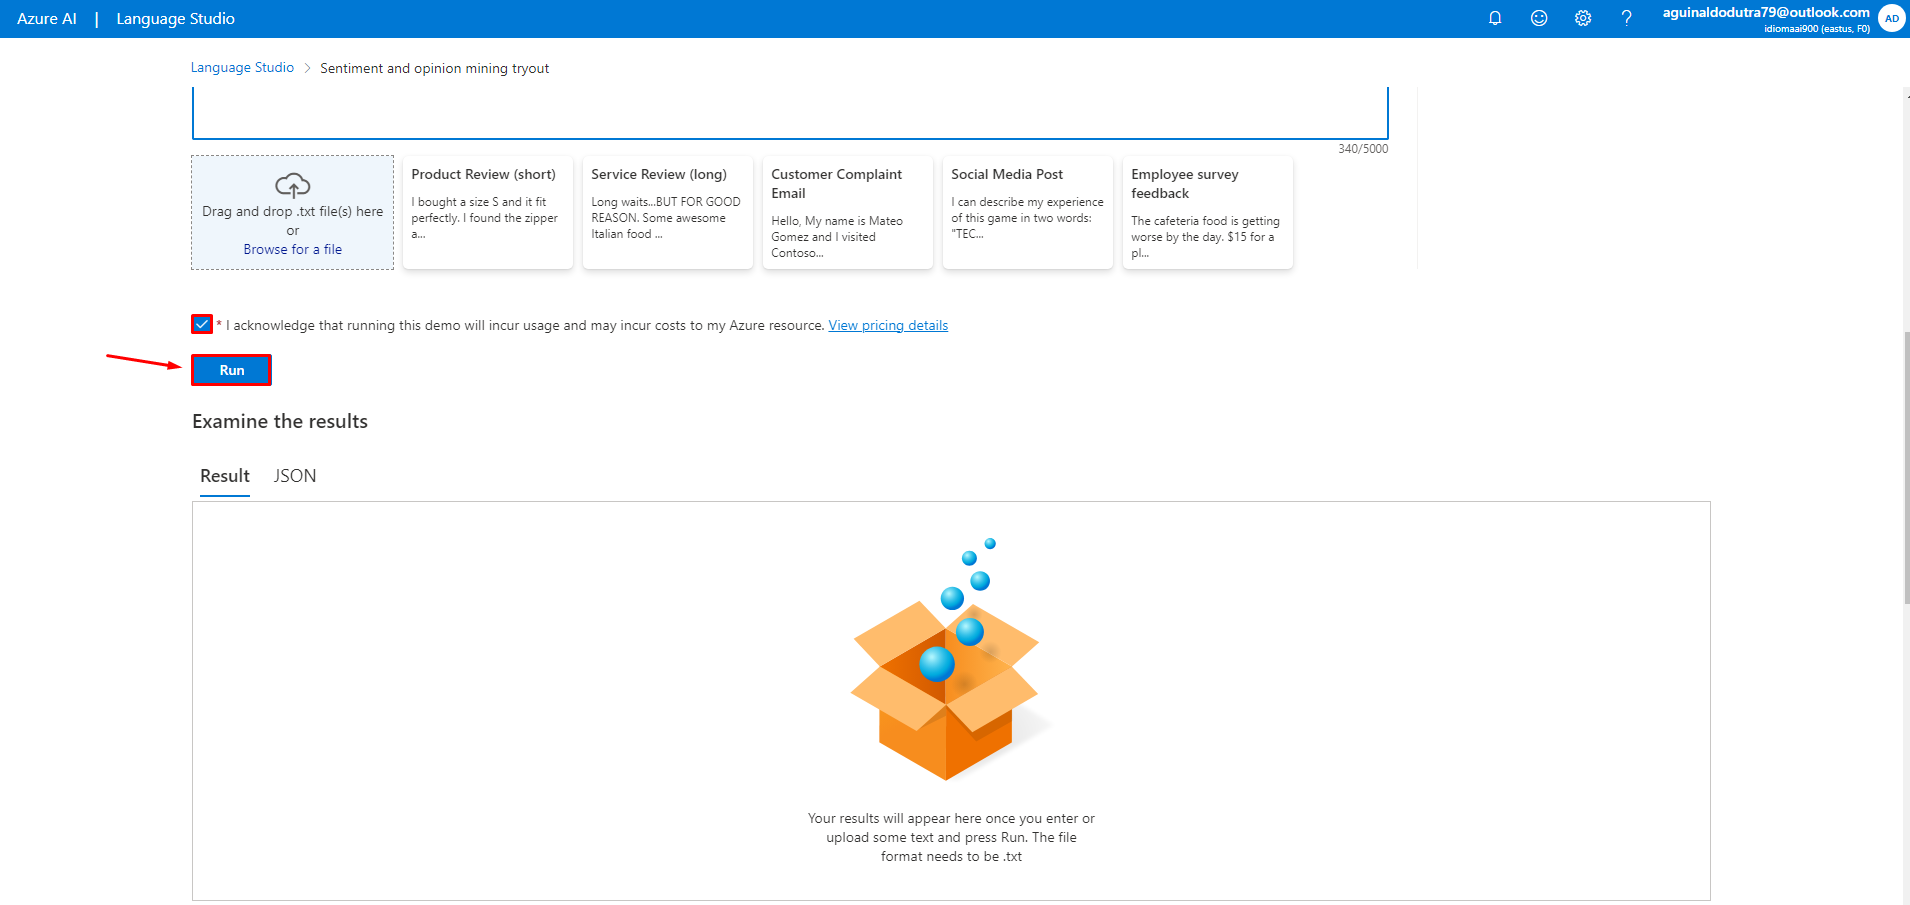 Azure AI | Language Studio
aguinaldodutra79@outlook.com
idiomaai900 (eastus, F0)
AD
Language Studio > Sentiment and opinion mining tryout
340/5000
Drag and drop .txt file(s) here
or
Browse for a file
Product Review (short)
I bought a size S and it fit
perfectly. I found the zipper
a...
Service Review (long)
Long waits...BUT FOR GOOD
REASON. Some awesome
Italian food ...
Customer Complaint
Email
Hello, My name is Mateo
Gomez and I visited
Contoso...
Social Media Post
I can describe my experience
of this game in two words:
"TEC...
Employee survey
feedback
The cafeteria food is getting
worse by the day. $15 for a
pl...
* I acknowledge that running this demo will incur usage and may incur costs to my Azure resource. View pricing details
Run
Examine the results
Result
JSON
Your results will appear here once you enter or
upload some text and press Run. The file
format needs to be .txt